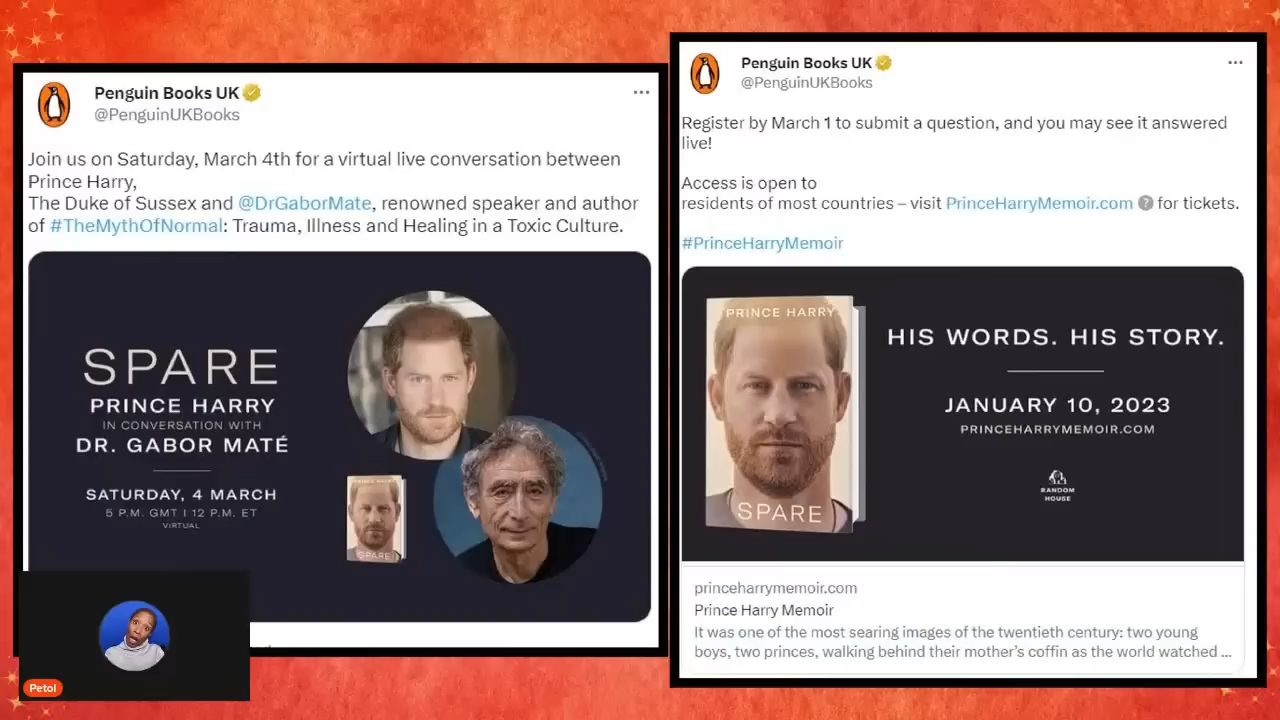 Penguin Books UK
@PenguinUKBooks
Join us on Saturday, March 4th for a virtual live conversation between
Prince Harry,
The Duke of Sussex and @DrGaborMate, renowned speaker and author
of #TheMythOfNormal: Trauma, Illness and Healing in a Toxic Culture.
SPARE
PRINCE HARRY
IN CONVERSATION WITH
DR. GABOR MATÉ
SATURDAY, 4 MARCH
5 P.M. GMT I 12 P.M. ET
VIRTUAL
PRINCE HARRY
SPARE
Petol
Penguin Books UK
@PenguinUKBooks
Register by March 1 to submit a question, and you may see it answered
live!
Access is open to
residents of most countries – visit PrinceHarryMemoir.com ? for tickets.
#PrinceHarryMemoir
PRINCE HARRY
SPARE
HIS WORDS. HIS STORY.
JANUARY 10, 2023
PRINCEHARRYMEMOIR.COM
RANDOM
HOUSE
princeharrymemoir.com
Prince Harry Memoir
It was one of the most searing images of the twentieth century: two young
boys, two princes, walking behind their mother's coffin as the world watched ...